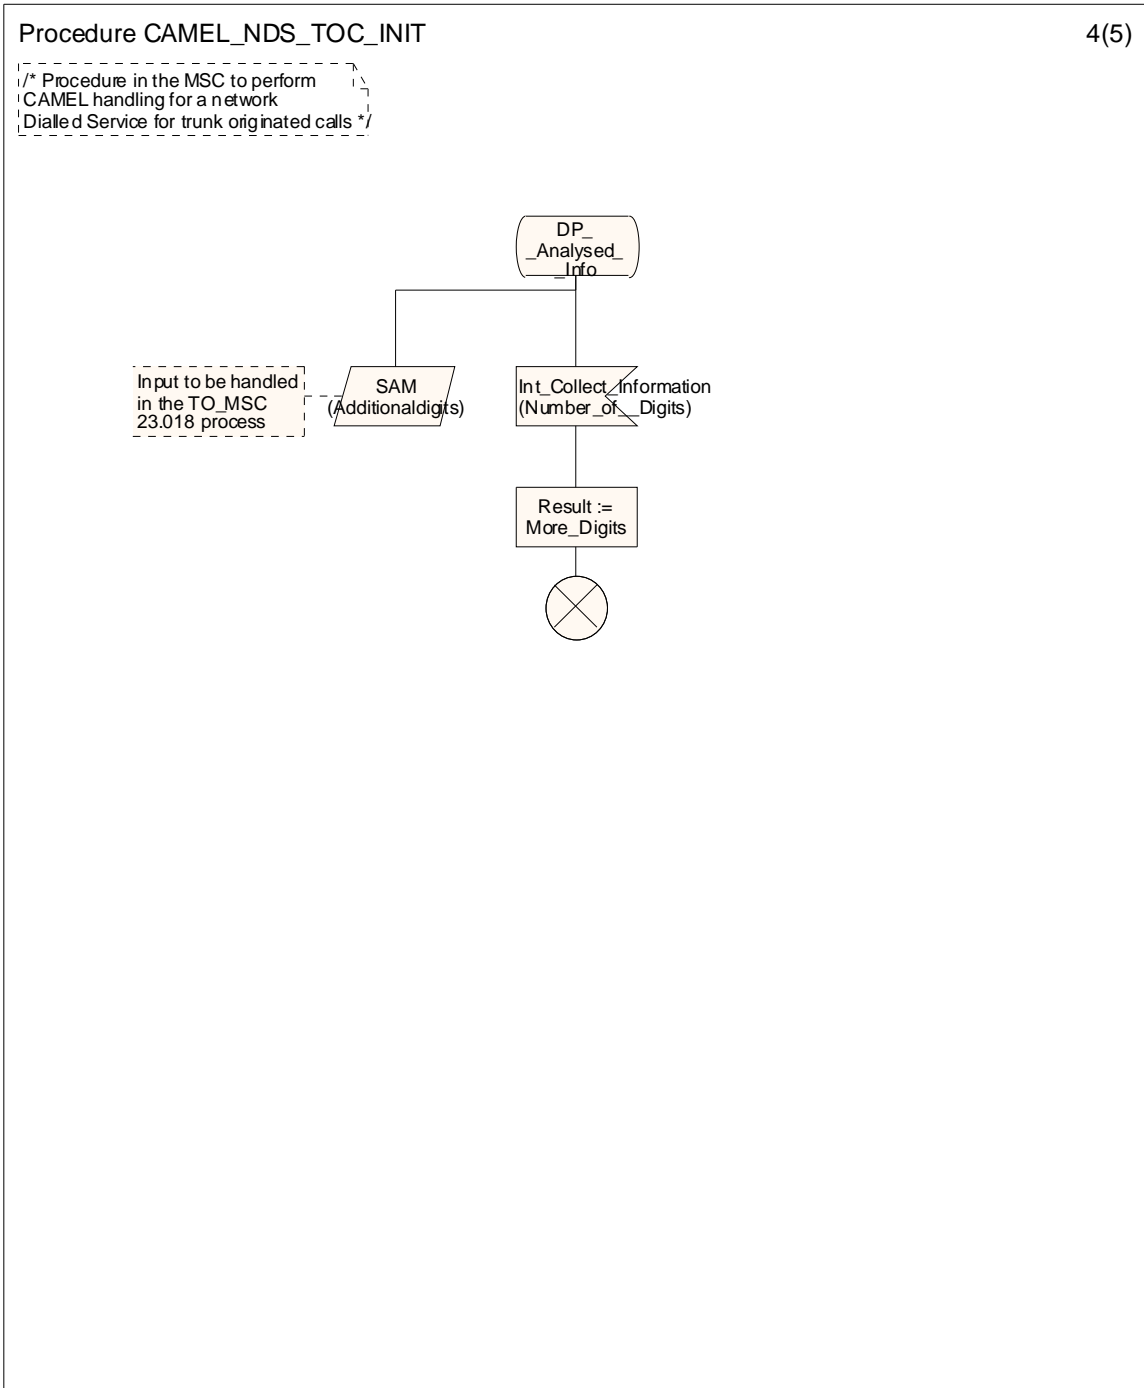 Procedure CAMEL_NDS_TOC_INIT
4(5)
/* Procedure in the MSC to perform
CAMEL handling for a network
Dialled Service for trunk originated calls */
DP_
_Analysed_
_Info
Input to be handled
in the TO_MSC
23.018 process
SAM
(Additionaldigits)
Int_Collect_Information
(Number_of__Digits)
Result :=
More_Digits